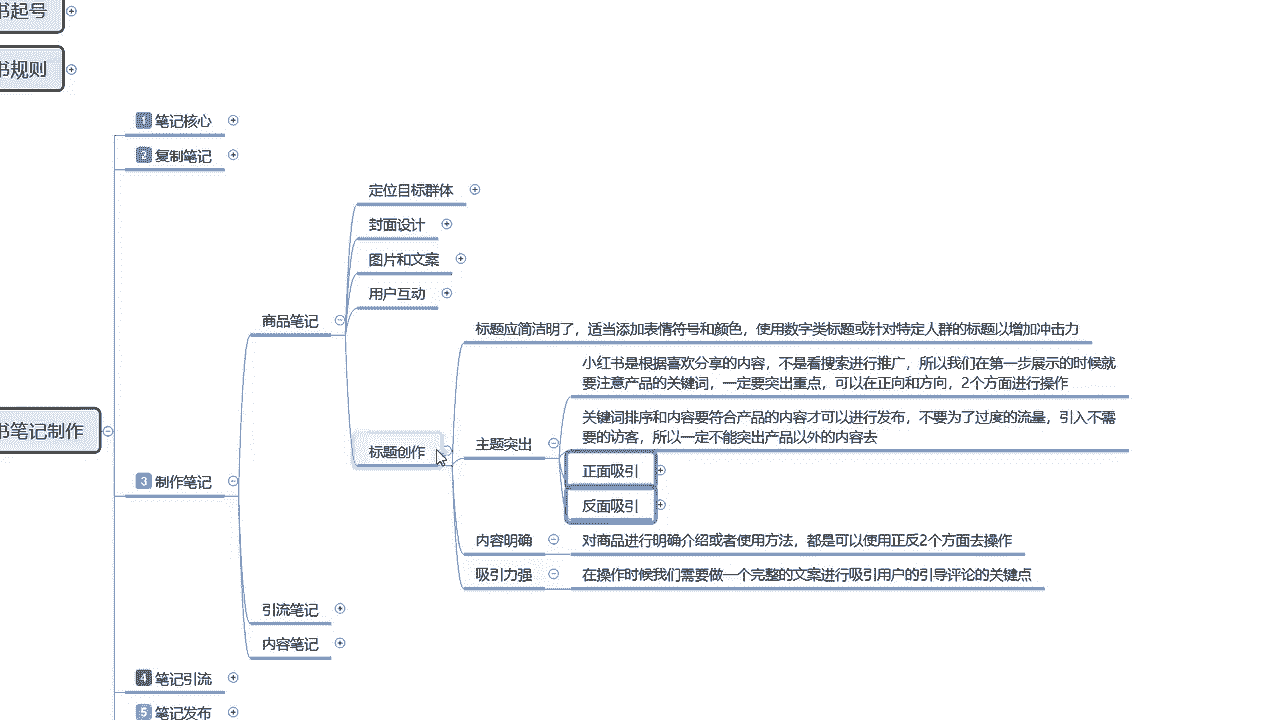 书起号
书规则
1 笔记核心
2 复制笔记
定位目标群体
封面设计
图片和文案
用户互动
商品笔记
标题应简洁明了，适当添加表情符号和颜色，使用数字类标题或针对特定人群的标题以增加冲击力
小红书是根据喜欢分享的内容，不是看搜索进行推广，所以我们在第一步展示的时候就
要注意产品的关键词，一定要突出重点，可以在正向和方向，2个方面进行操作
关键词排序和内容要符合产品的内容才可以进行发布，不要为了过度的流量，引入不需
要的访客，所以一定不能突出产品以外的内容去
书笔记制作
标题创作
主题突出
正面吸引
3 制作笔记
反面吸引
内容明确
对商品进行明确介绍或者使用方法，都是可以使用正反2个方面去操作
吸引力强
在操作时候我们需要做一个完整的文案进行吸引用户的引导评论的关键点
引流笔记
内容笔记
4 笔记引流
5 笔记发布